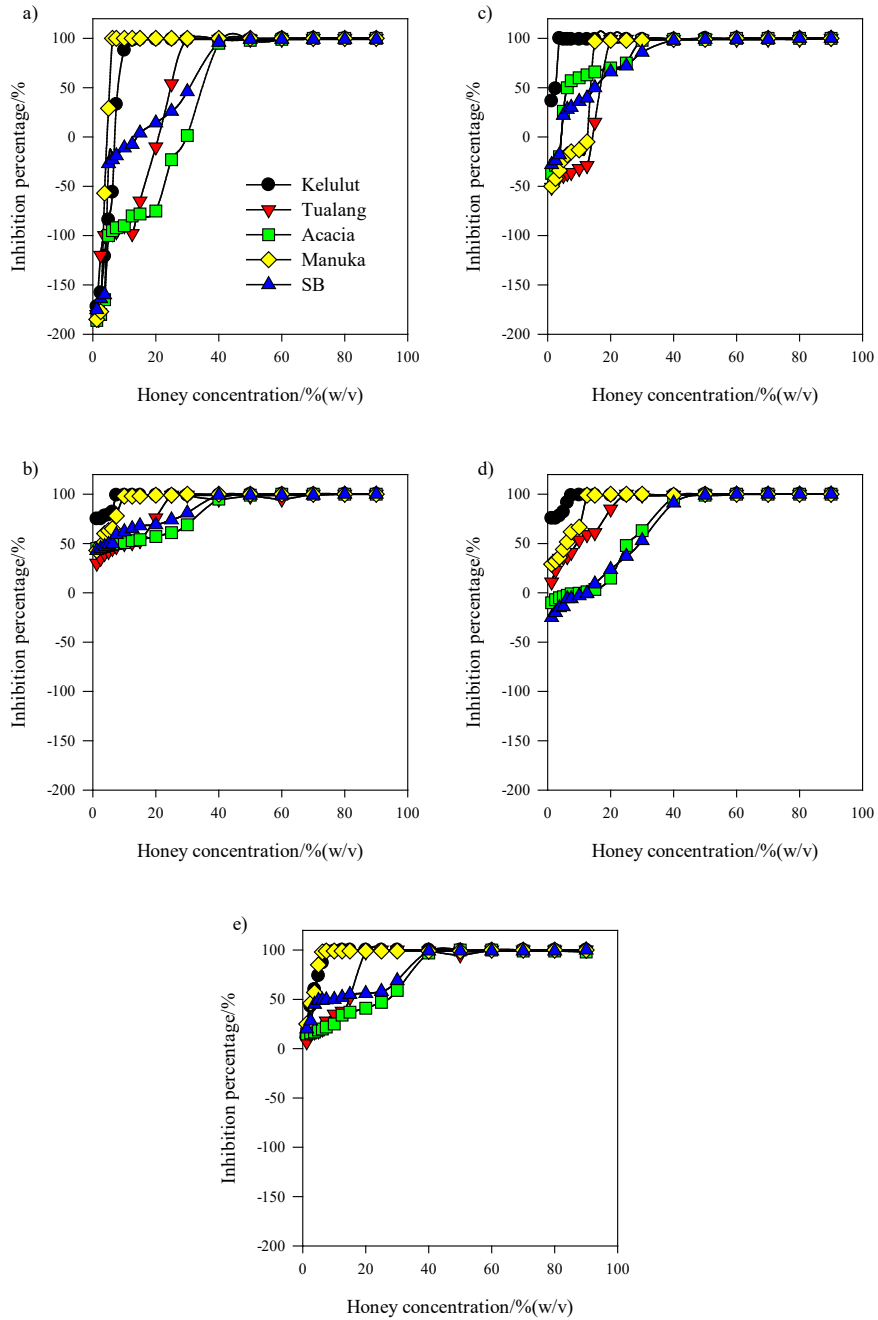 a)
Inhibition percentage/%
100
50
0
-50
-100
-150
-200
Kelulut
Tualang
Acacia
Manuka
SB
0 20 40 60 80 100
Honey concentration/%(w/v)
c)
Inhibition percentage/%
100
50
0
-50
-100
-150
-200
0 20 40 60 80 100
Honey concentration/%(w/v)
b)
Inhibition percentage/%
100
50
0
-50
-100
-150
-200
0 20 40 60 80 100
Honey concentration/%(w/v)
d)
Inhibition percentage/%
100
50
0
-50
-100
-150
-200
0 20 40 60 80 100
Honey concentration/%(w/v)
e)
Inhibition percentage/%
100
50
0
-50
-100
-150
-200
0 20 40 60 80 100
Honey concentration/%(w/v)